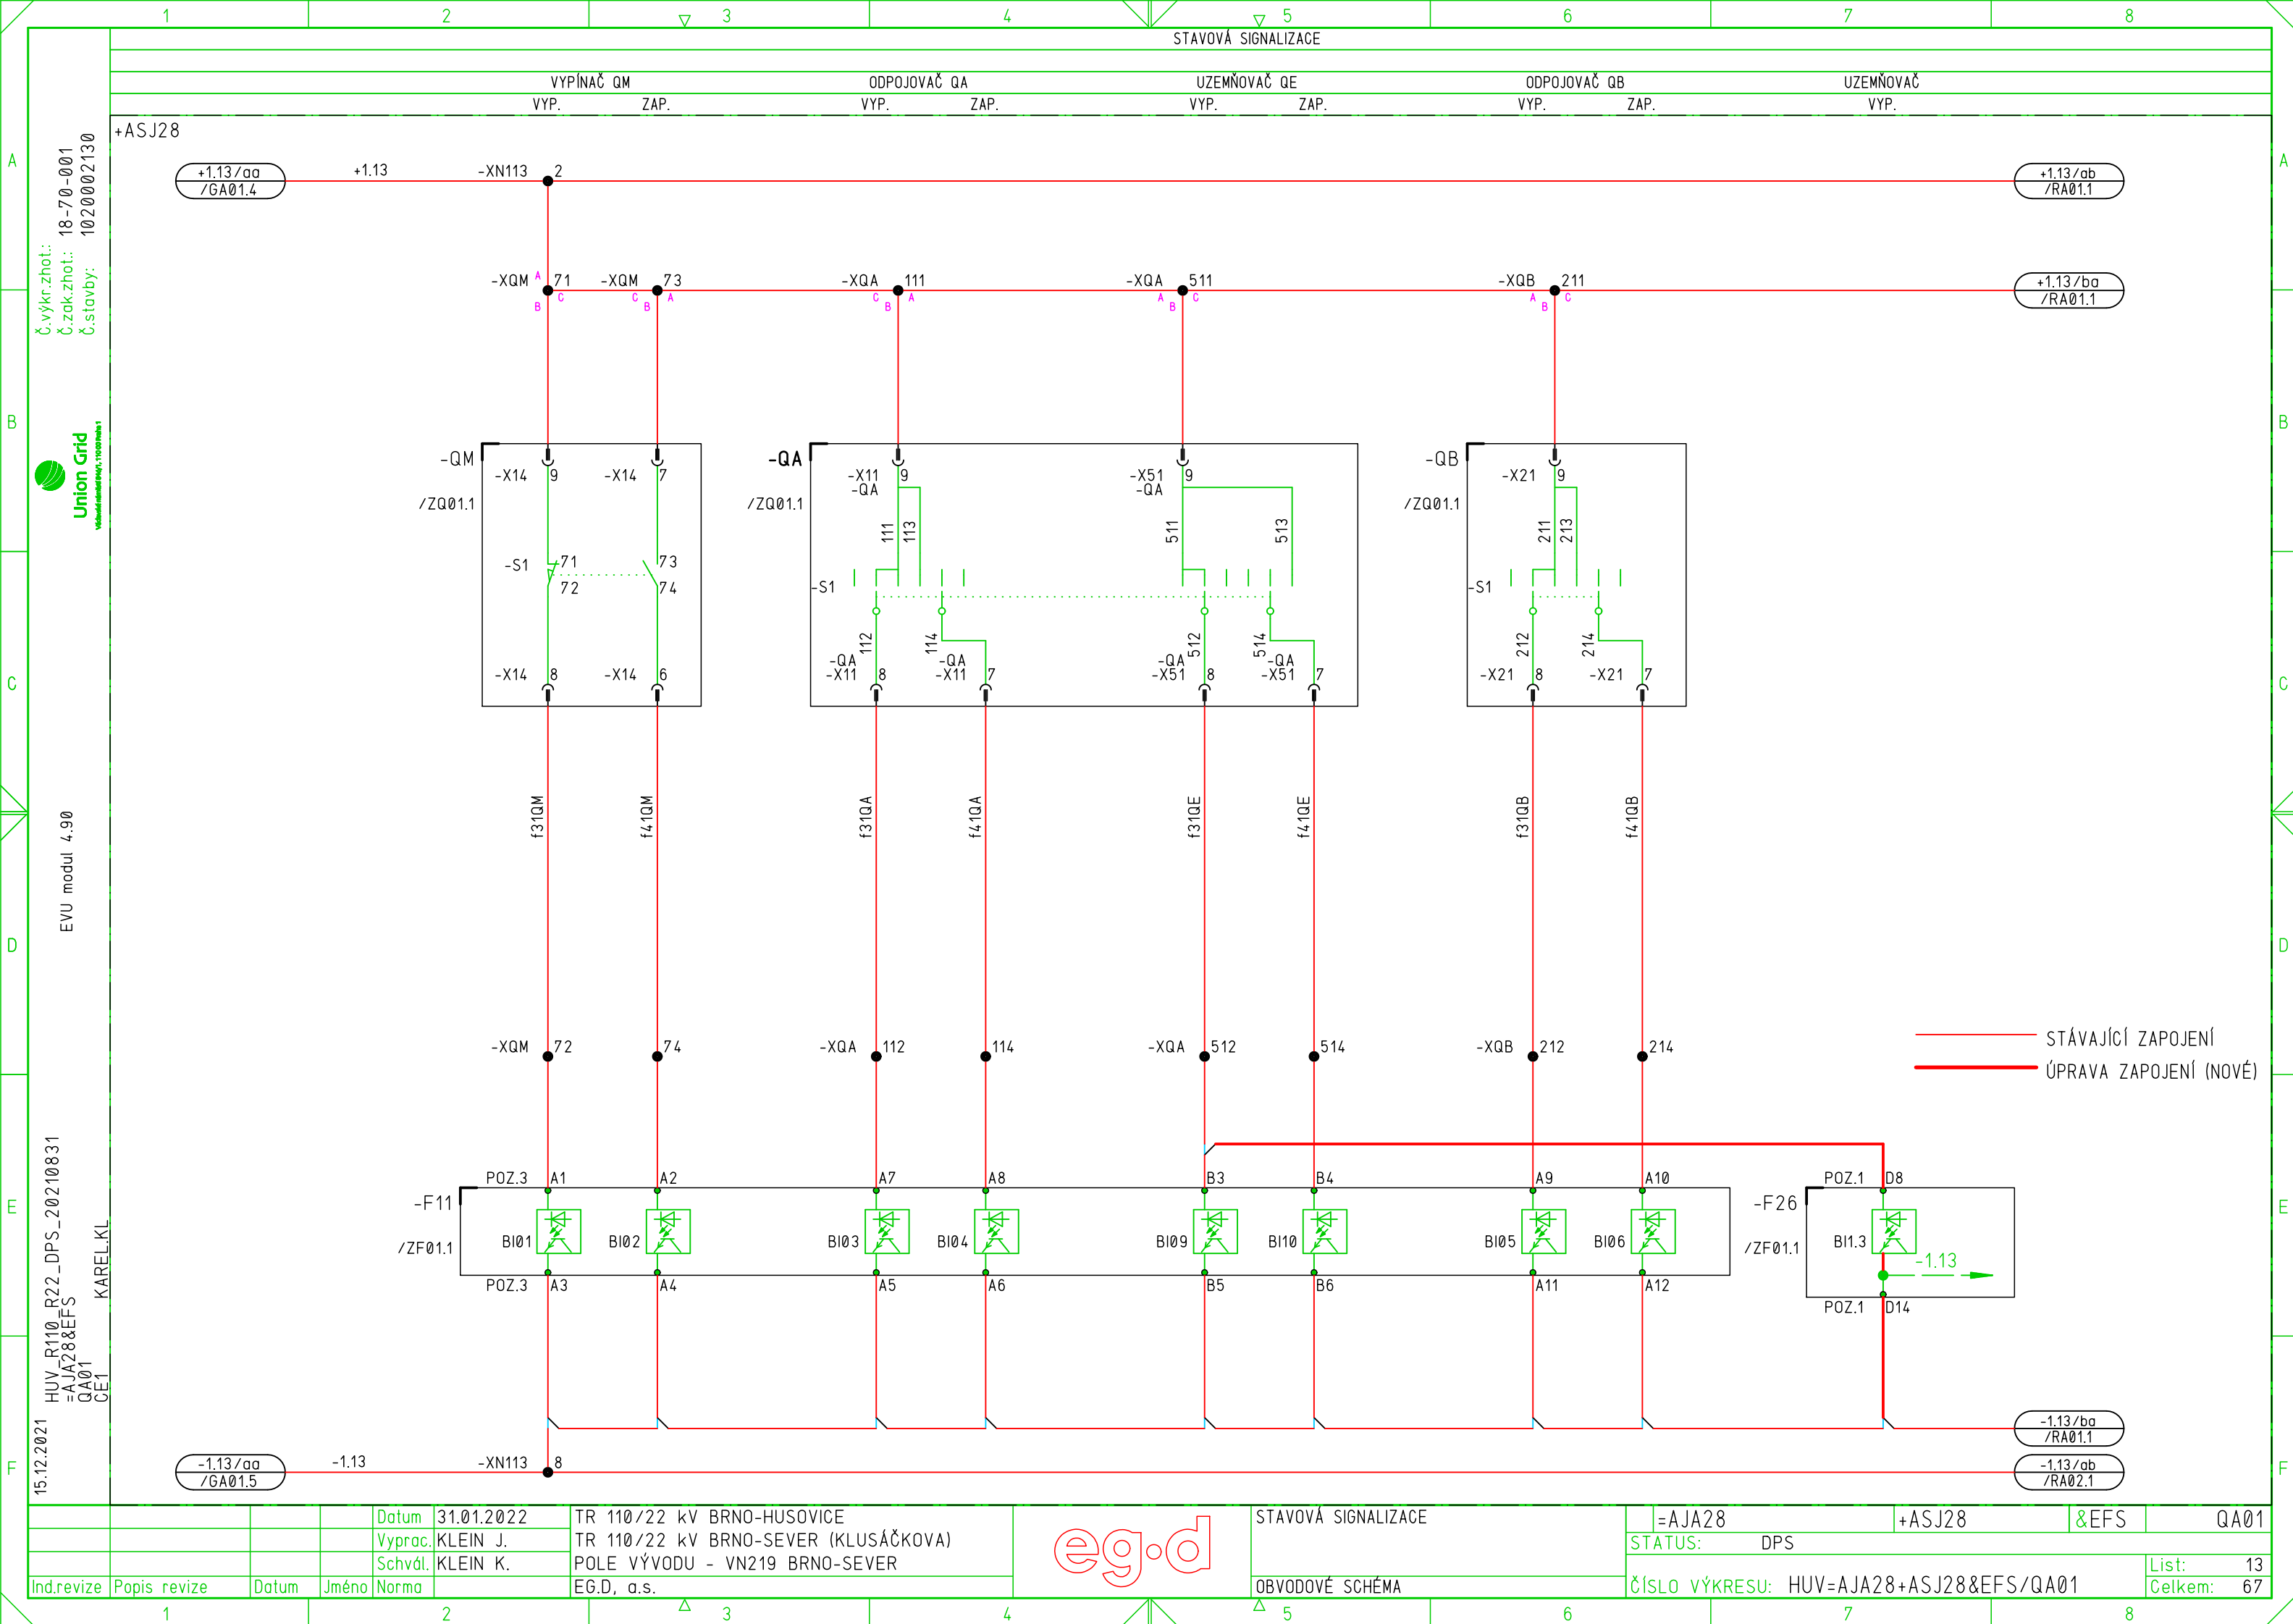 1 2 3 4 5 6 7 8
STAVOVÁ SIGNALIZACE
VYPÍNAČ QM ODPOJOVAČ QA UZEMŇOVAČ QE ODPOJOVAČ QB UZEMŇOVAČ
VYP. ZAP. VYP. ZAP. VYP. ZAP. VYP. ZAP. VYP.
+ASJ28
A A
+1.13/aa +1.13 -XN113 2 +1.13/ab
/GA01.4 /RA01.1
-XQM A 71 -XQM 73 -XQA 111 -XQA 511 -XQB 211 +1.13/ba
B C C B A C B A A B C A B C /RA01.1
B B
-QM -QA -QB
-X14 9 -X14 7 -X11 9 -X51 9 -X21 9
-QA -QA
/ZQ01.1 /ZQ01.1 /ZQ01.1
111 113 511 513 211 213
-S1 71 73
72 74
-S1 -S1
112 114 512 514 212 214
-QA -QA -QA -QA
-X14 8 -X14 6 -X11 8 -X11 7 -X51 8 -X51 7 -X21 8 -X21 7
C C
f31QM f41QM f31QA f41QA f31QE f41QE f31QB f41QB
D D
-XQM 72 74 -XQA 112 114 -XQA 512 514 -XQB 212 214
STÁVAJÍCÍ ZAPOJENÍ
ÚPRAVA ZAPOJENÍ (NOVÉ)
POZ.3 A1 A2 A7 A8 B3 B4 A9 A10 POZ.1 D8
-F11 -F26
E E
/ZF01.1 BI01 BI02 BI03 BI04 BI09 BI10 BI05 BI06 /ZF01.1 BI1.3
-1.13
POZ.3 A3 A4 A5 A6 B5 B6 A11 A12 POZ.1 D14
-1.13/ba
/RA01.1
F F
-1.13/aa -1.13 -XN113 8 -1.13/ab
/GA01.5 /RA02.1
Č.výkr.zhot.:
Č.zak.zhot.: 18-70-001
Č.stavby: 1020002130
Union Grid
EVU modul 4.90
HUV_R110_R22_DPS_20210831
=AJA28&EFS
QA01
CE1 KAREL.KL
15.12.2021
Datum 31.01.2022 TR 110/22 kV BRNO-HUSOVICE
Vyprac. KLEIN J. TR 110/22 kV BRNO-SEVER (KLUSÁČKOVA)
Schvál. KLEIN K. POLE VÝVODU - VN219 BRNO-SEVER
Ind.revize Popis revize Datum Jméno Norma EG.D, a.s.
eg·d
STAVOVÁ SIGNALIZACE
OBVODOVÉ SCHÉMA
=AJA28 +ASJ28 &EFS QA01
STATUS: DPS
List: 13
ČÍSLO VÝKRESU: HUV=AJA28+ASJ28&EFS/QA01 Celkem: 67
1 2 3 4 5 6 7 8